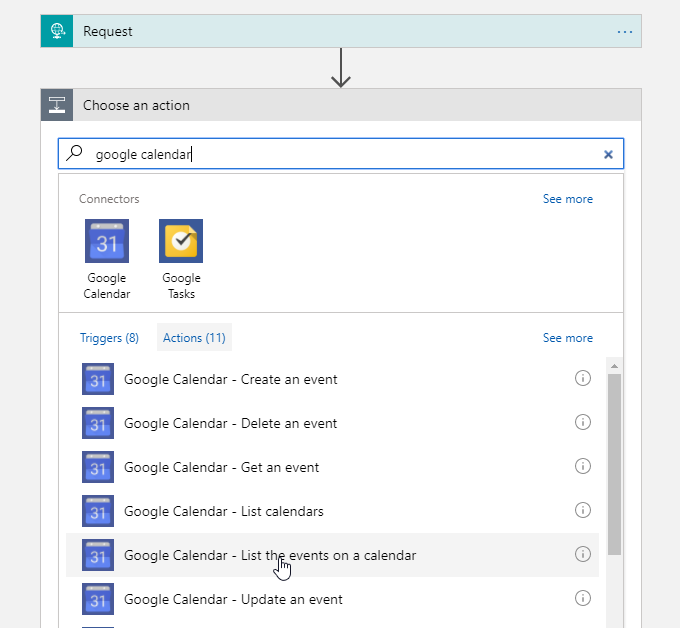 Request
...
Choose an action
google calendar
Connectors
See more
31
Google
Calendar
Google
Tasks
Triggers (8)
Actions (11)
See more
31 Google Calendar - Create an event
31 Google Calendar - Delete an event
31 Google Calendar - Get an event
31 Google Calendar - List calendars
31 Google Calendar - List the events on a calendar
31 Google Calendar - Update an event